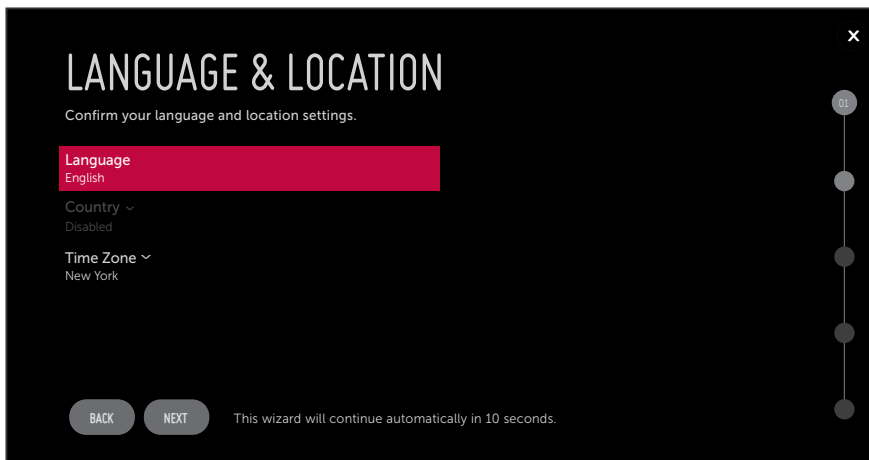 X
LANGUAGE & LOCATION
Confirm your language and location settings.
01
Language
English
Country
Disabled
Time Zone
New York
BACK NEXT This wizard will continue automatically in 10 seconds.